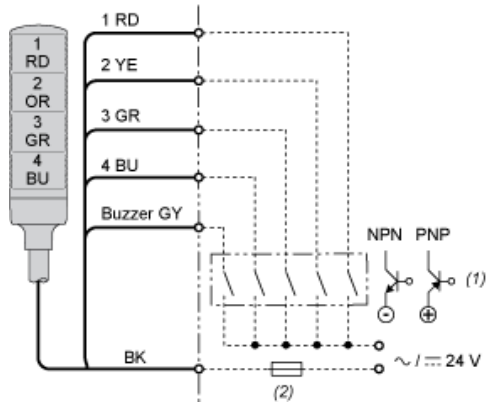 1
RD
2
OR
3
GR
4
BU
1 RD
2 YE
3 GR
4 BU
Buzzer GY
BK
NPN PNP
(1)
(2)
~ / ⎓ 24 V